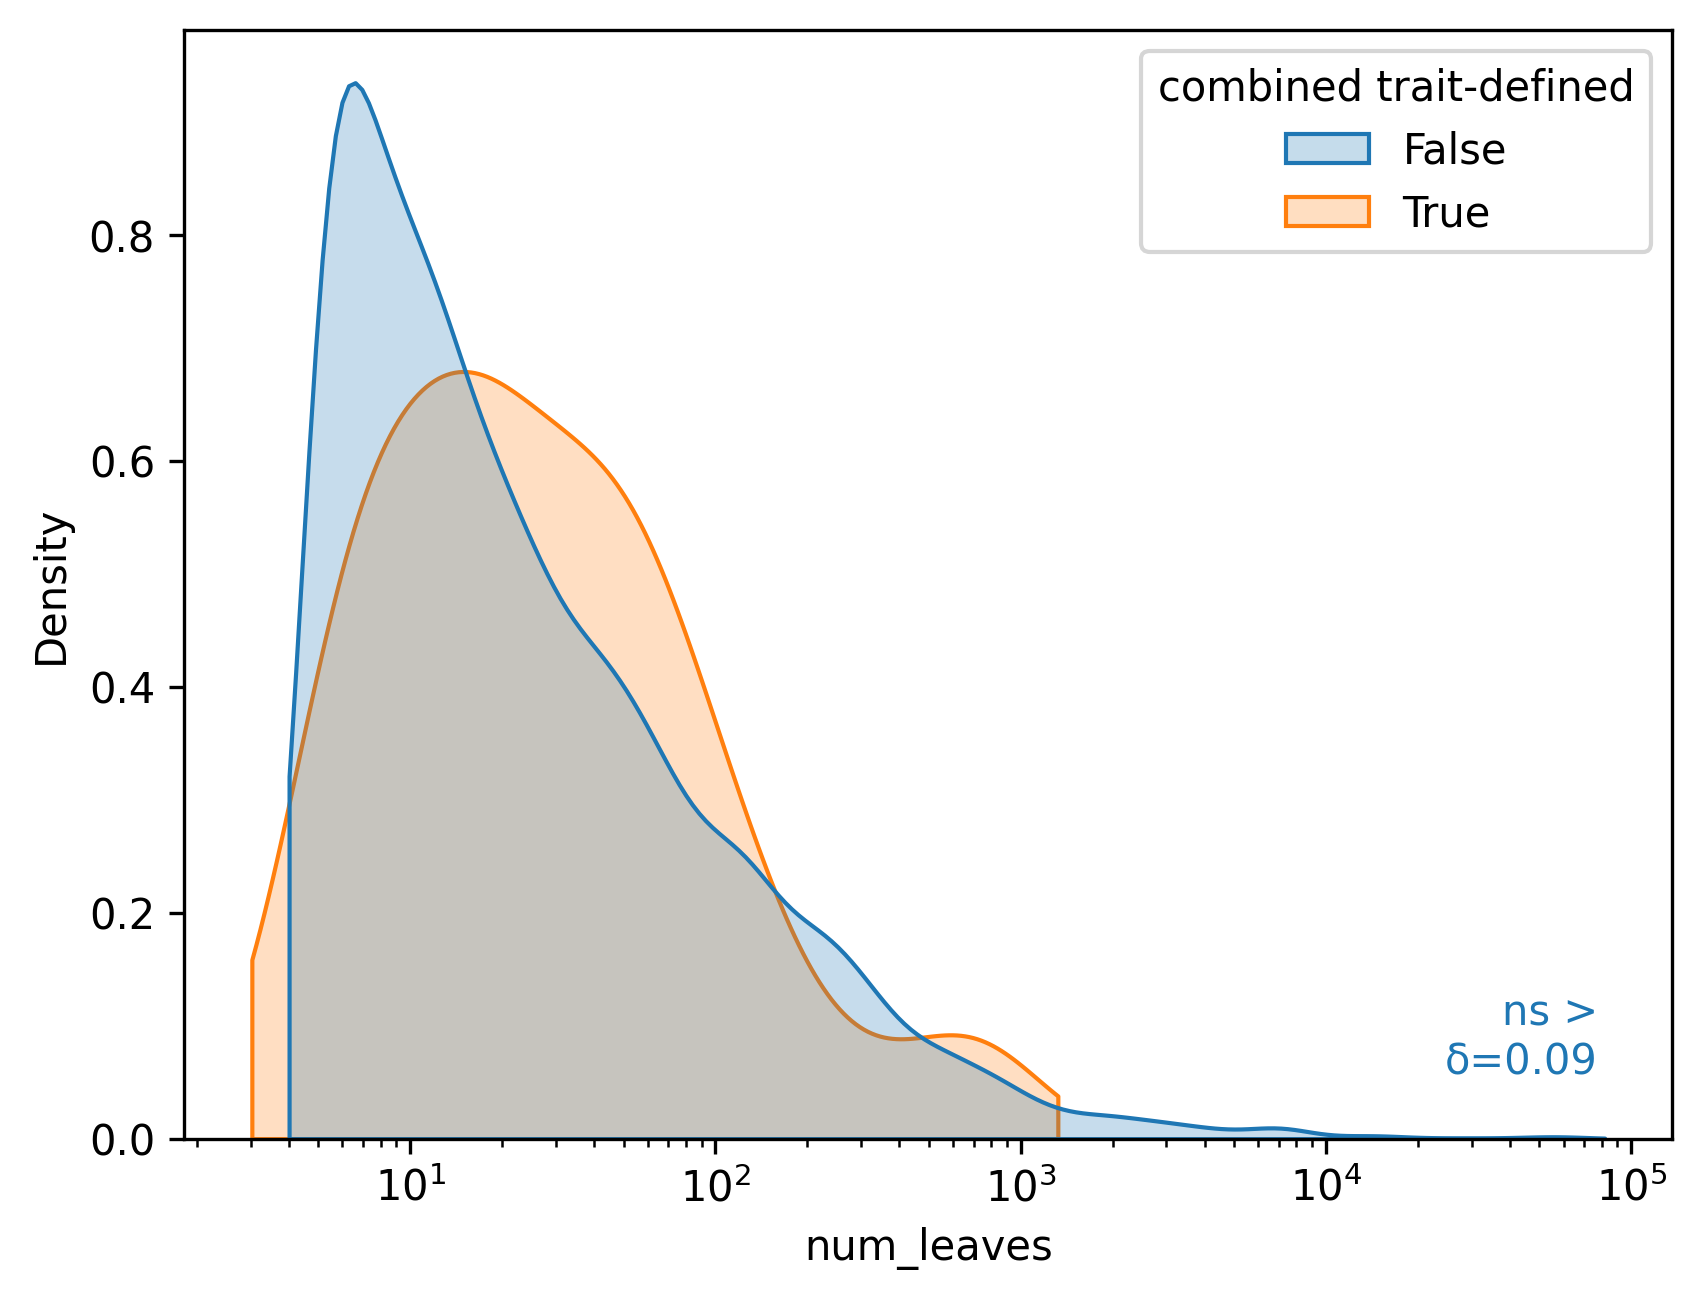 combined trait-defined
False
True
Density
0.8
0.6
0.4
0.2
0.0
ns >
δ=0.09
10¹
10²
10³
10⁴
10⁵
num_leaves